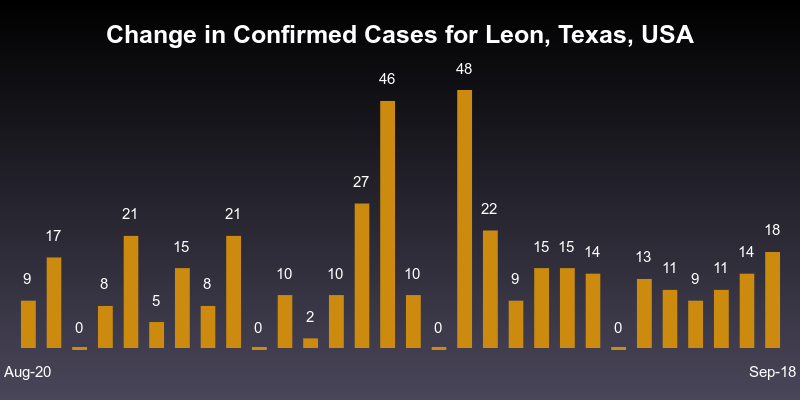 Change in Confirmed Cases for Leon, Texas, USA
9 17 0 8 21 5 15 8 21 0 10 2 10 27 46 10 0 48 22 9 15 15 14 0 13 11 9 11 14 18
Aug-20 Sep-18